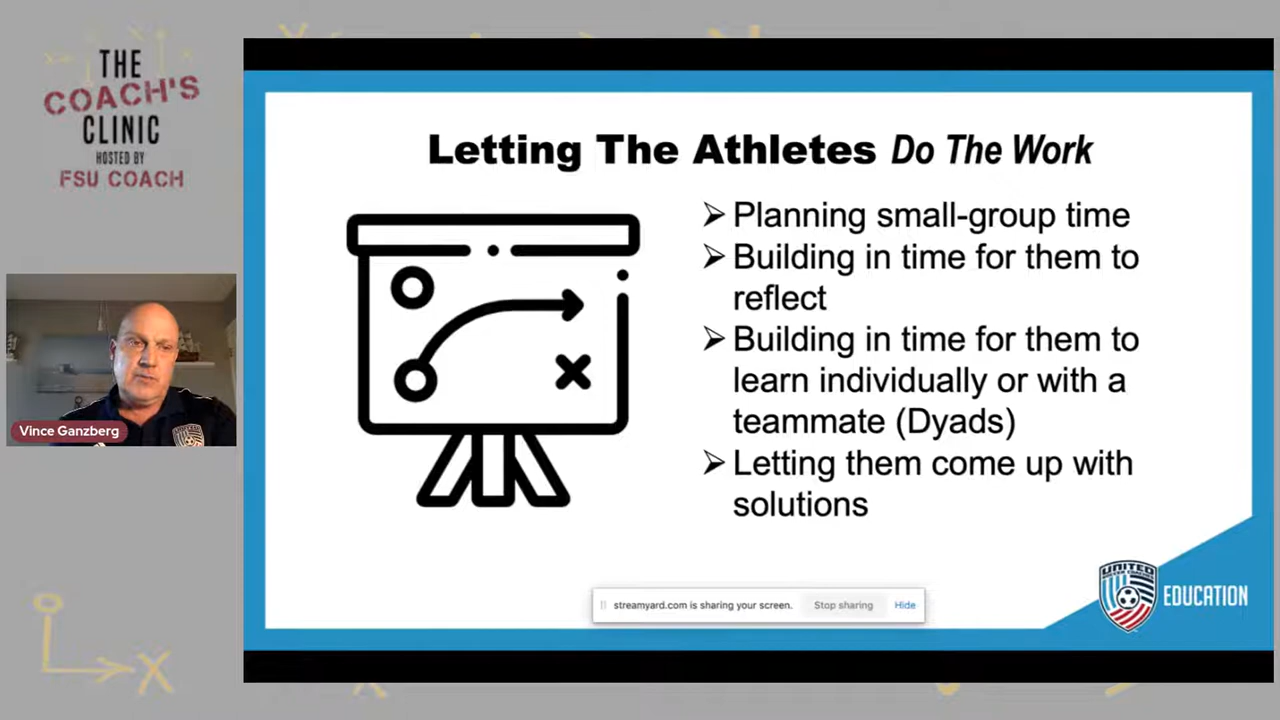 THE
COACH'S
CLINIC
HOSTED BY
FSU COACH
Vince Ganzberg
Letting The Athletes Do The Work
➢ Planning small-group time
➢ Building in time for them to
reflect
➢ Building in time for them to
learn individually or with a
teammate (Dyads)
➢ Letting them come up with
solutions
streamyard.com is sharing your screen. Stop sharing Hide
UNITED
EDUCATION